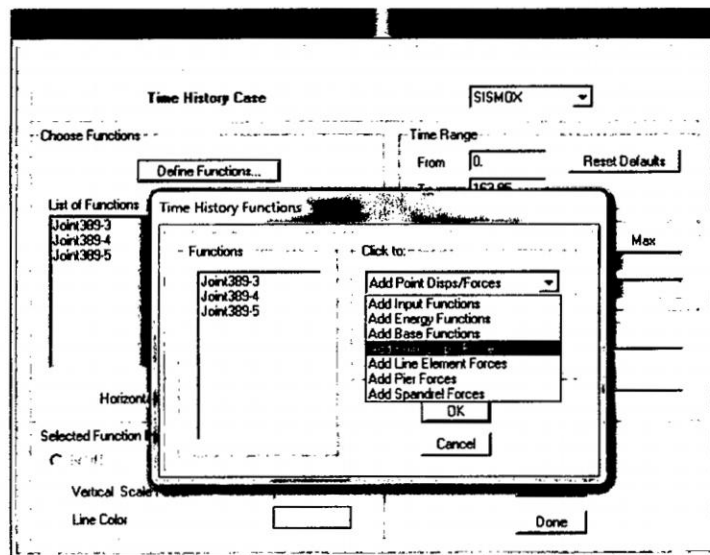 Time History Case
SISMOX
Choose Functions
Define Functions...
List of Functions
Joint389-3
Joint389-4
Joint389-5
Time Range
From 0.
Reset Defaults
163.85
Max
Time History Functions
Functions
Joint389-3
Joint389-4
Joint389-5
Click to:
Add Point Disps/Forces
Add Input Functions
Add Energy Functions
Add Base Functions
Add Line Element Forces
Add Pier Forces
Add Spandrel Forces
OK
Cancel
Selected Function
Vertical Scale
Line Color
Done